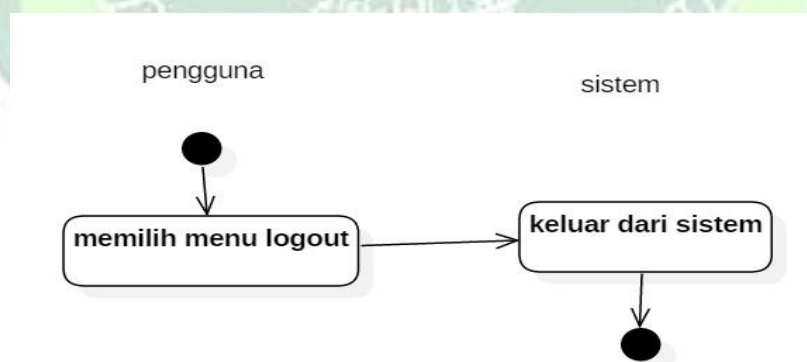 pengguna
sistem
memilih menu logout
keluar dari sistem